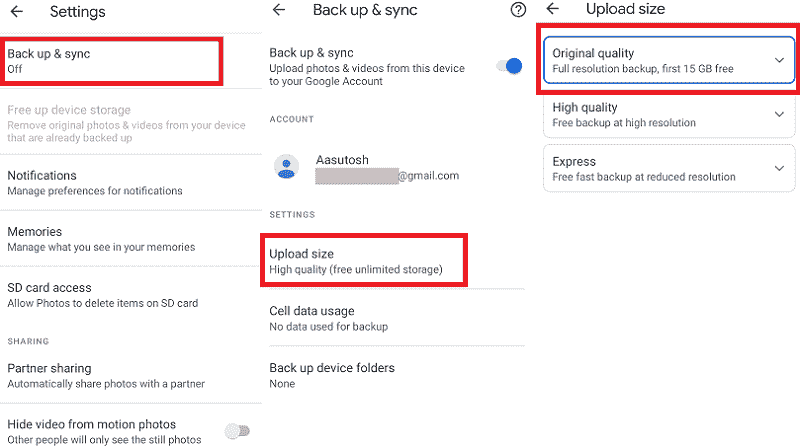 Settings
Back up & sync
Off
Free up device storage
Remove original photos & videos from your device
that are already backed up
Notifications
Manage preferences for notifications
Memories
Manage what you see in your memories
SD card access
Allow Photos to delete items on SD card
SHARING
Partner sharing
Automatically share photos with a partner
Hide video from motion photos
Other people will only see the still photos
Back up & sync
Back up & sync
Upload photos & videos from this device
to your Google Account
ACCOUNT
Aasutosh
@gmail.com
SETTINGS
Upload size
High quality (free unlimited storage)
Cell data usage
No data used for backup
Back up device folders
None
Upload size
Original quality
Full resolution backup, first 15 GB free
High quality
Free backup at high resolution
Express
Free fast backup at reduced resolution